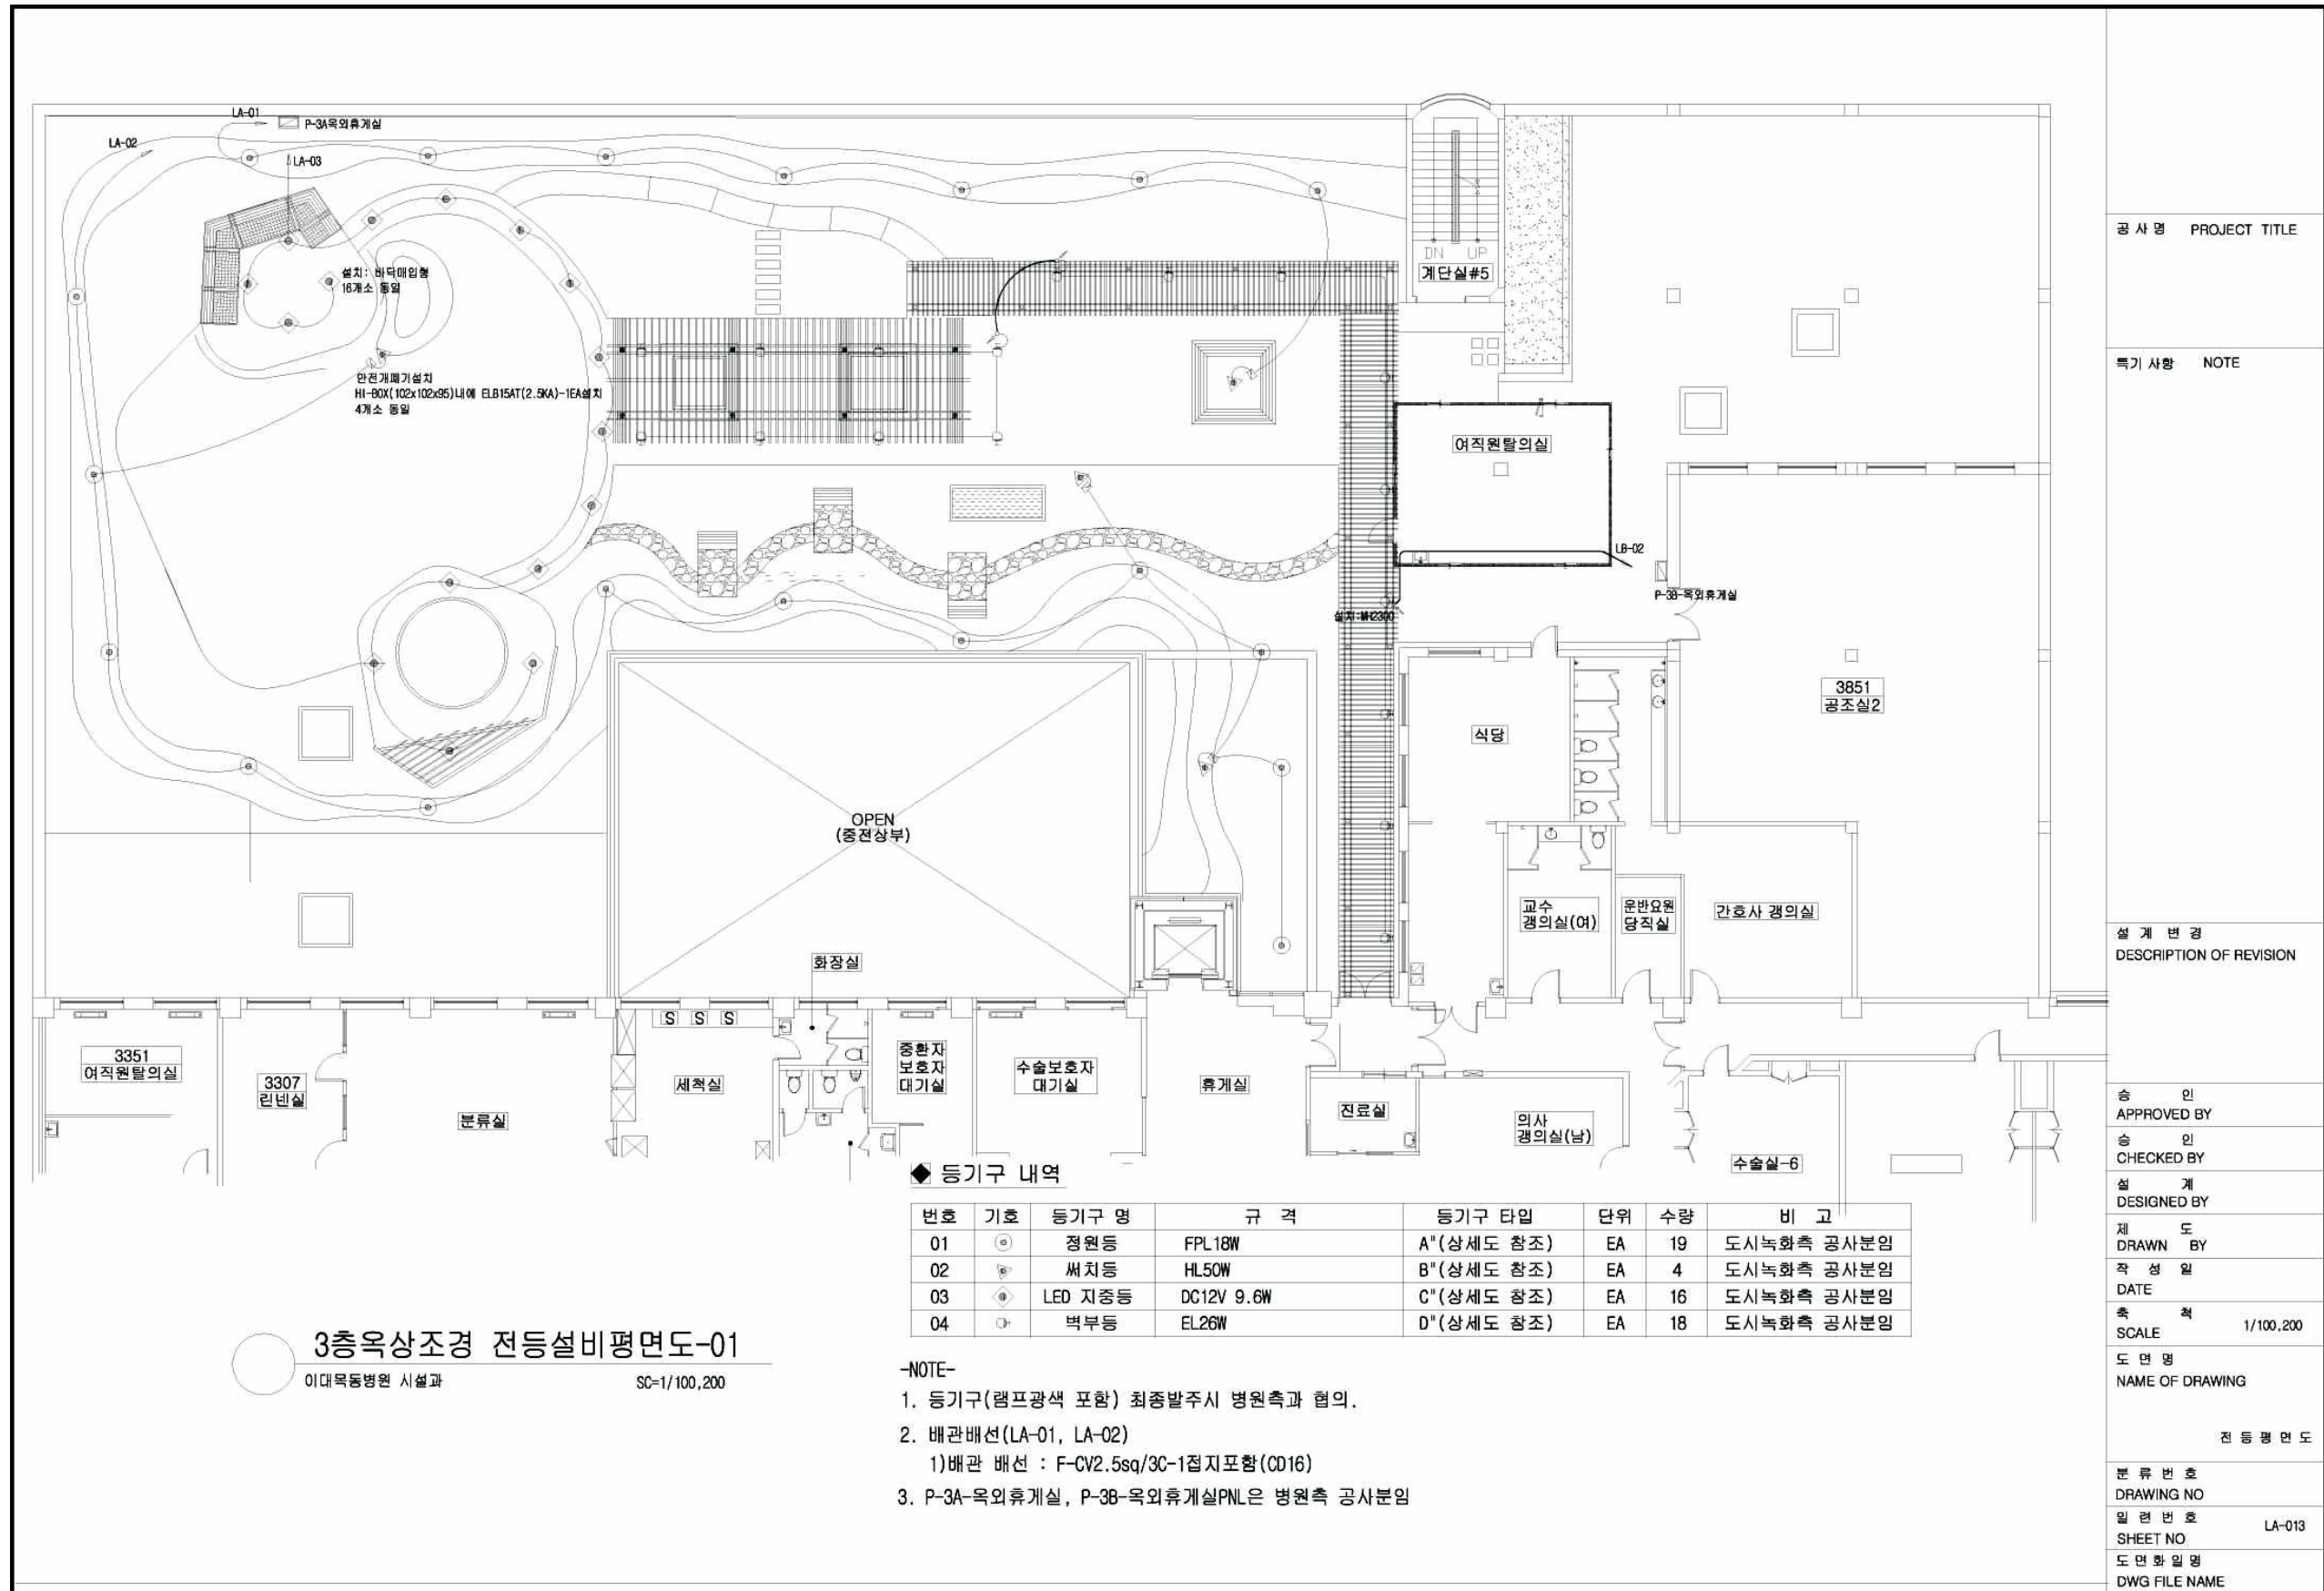 LA-01
P-3A옥외휴게실
LA-02
LA-03
설치: 바닥매입형
16개소 동일
안전개폐기설치
HI-BOX(102x102x95)내에 ELB15AT(2.5KA)-1EA설치
4개소 동일
DN UP
계단실#5
여직원탈의실
LB-02
P-3B-옥외휴게실
설치:WH2300
3851
공조실2
식당
OPEN
(중전상부)
교수
갱의실(여)
운반요원
당직실
간호사 갱의실
화장실
S S S
3351
여직원탈의실
3307
린넨실
분류실
세척실
중환자
보호자
대기실
수술보호자
대기실
휴게실
진료실
의사
갱의실(남)
수술실-6
◆ 등기구 내역
번호 기호 등기구 명 규 격 등기구 타입 단위 수량 비 고
01 정원등 FPL18W A"(상세도 참조) EA 19 도시녹화측 공사분임
02 써치등 HL50W B"(상세도 참조) EA 4 도시녹화측 공사분임
03 LED 지중등 DC12V 9.6W C"(상세도 참조) EA 16 도시녹화측 공사분임
04 벽부등 EL26W D"(상세도 참조) EA 18 도시녹화측 공사분임
3층옥상조경 전등설비평면도-01
이대목동병원 시설과 SC=1/100,200
-NOTE-
1. 등기구(램프광색 포함) 최종발주시 병원측과 협의.
2. 배관배선(LA-01, LA-02)
1)배관 배선 : F-CV2.5sq/3C-1접지포함(CD16)
3. P-3A-옥외휴게실, P-3B-옥외휴게실PNL은 병원측 공사분임
공 사 명 PROJECT TITLE
특기 사항 NOTE
설 계 변 경
DESCRIPTION OF REVISION
승 인
APPROVED BY
승 인
CHECKED BY
설 계
DESIGNED BY
제 도
DRAWN BY
작 성 일
DATE
축 척
SCALE 1/100,200
도 면 명
NAME OF DRAWING
전 등 평 면 도
분 류 번 호
DRAWING NO
일 련 번 호
SHEET NO LA-013
도 면 화 일 명
DWG FILE NAME